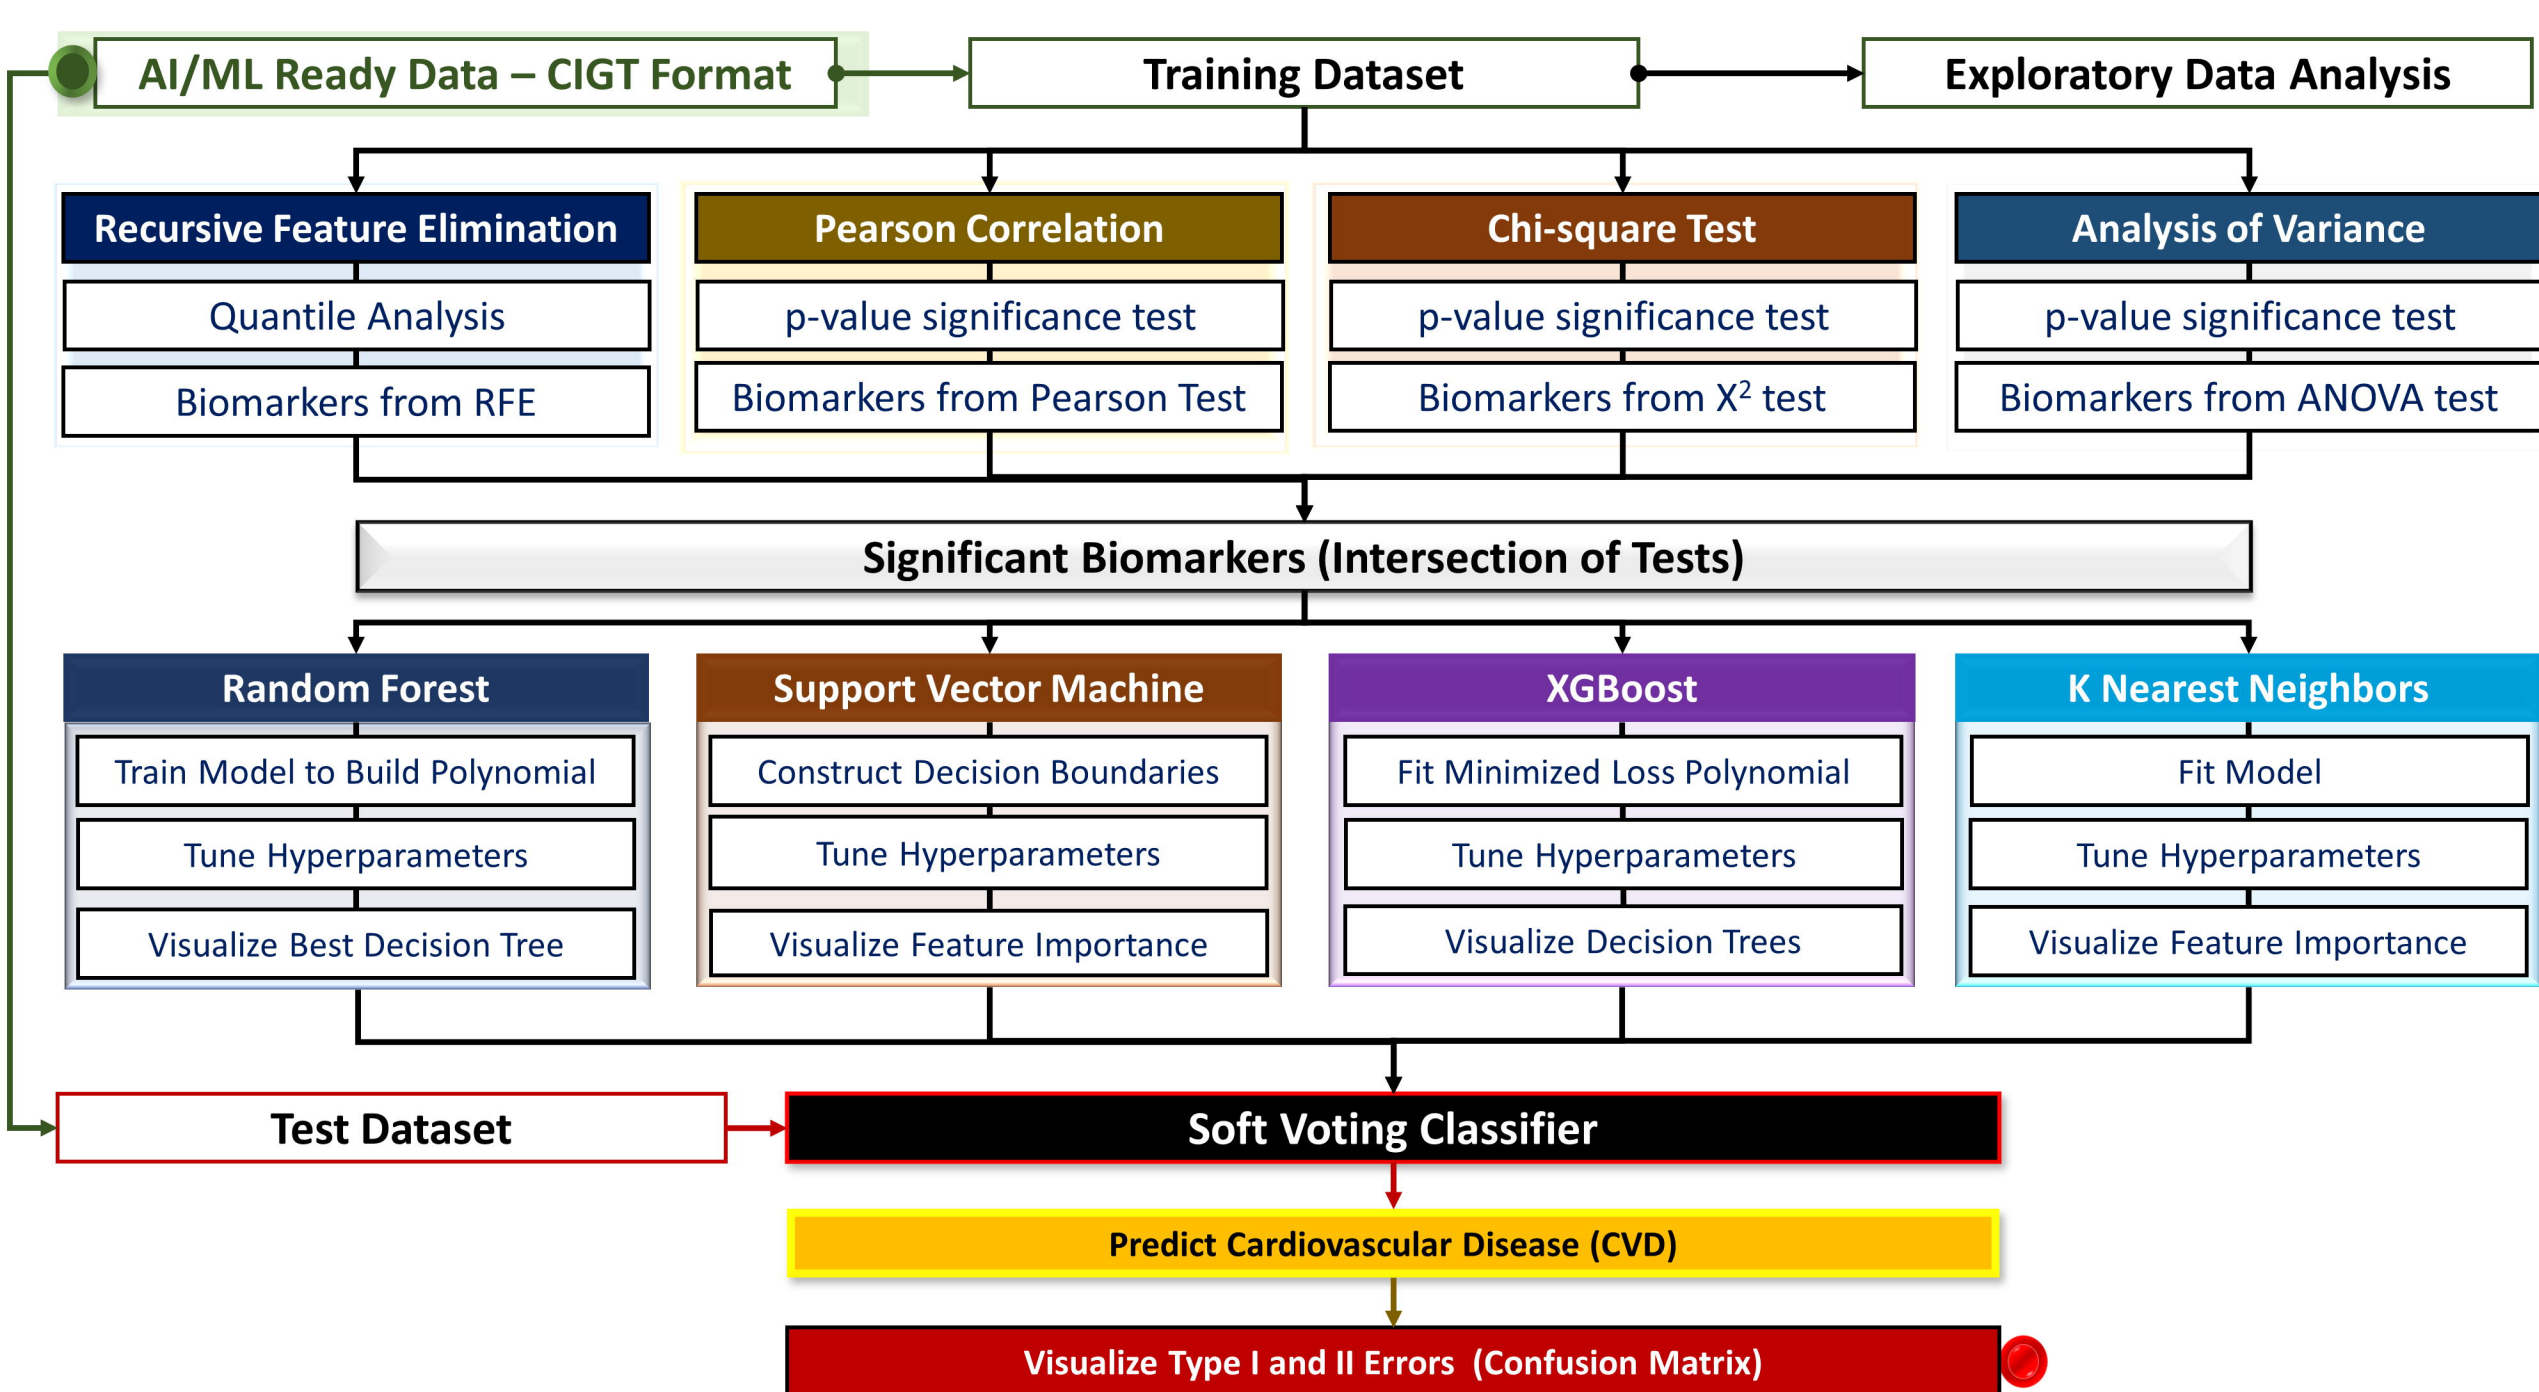 AI/ML Ready Data – CIGT Format
Training Dataset
Exploratory Data Analysis
Recursive Feature Elimination
Pearson Correlation
Chi-square Test
Analysis of Variance
Quantile Analysis
p-value significance test
p-value significance test
p-value significance test
Biomarkers from RFE
Biomarkers from Pearson Test
Biomarkers from X² test
Biomarkers from ANOVA test
Significant Biomarkers (Intersection of Tests)
Random Forest
Support Vector Machine
XGBoost
K Nearest Neighbors
Train Model to Build Polynomial
Construct Decision Boundaries
Fit Minimized Loss Polynomial
Fit Model
Tune Hyperparameters
Tune Hyperparameters
Tune Hyperparameters
Tune Hyperparameters
Visualize Best Decision Tree
Visualize Feature Importance
Visualize Decision Trees
Visualize Feature Importance
Test Dataset
Soft Voting Classifier
Predict Cardiovascular Disease (CVD)
Visualize Type I and II Errors (Confusion Matrix)